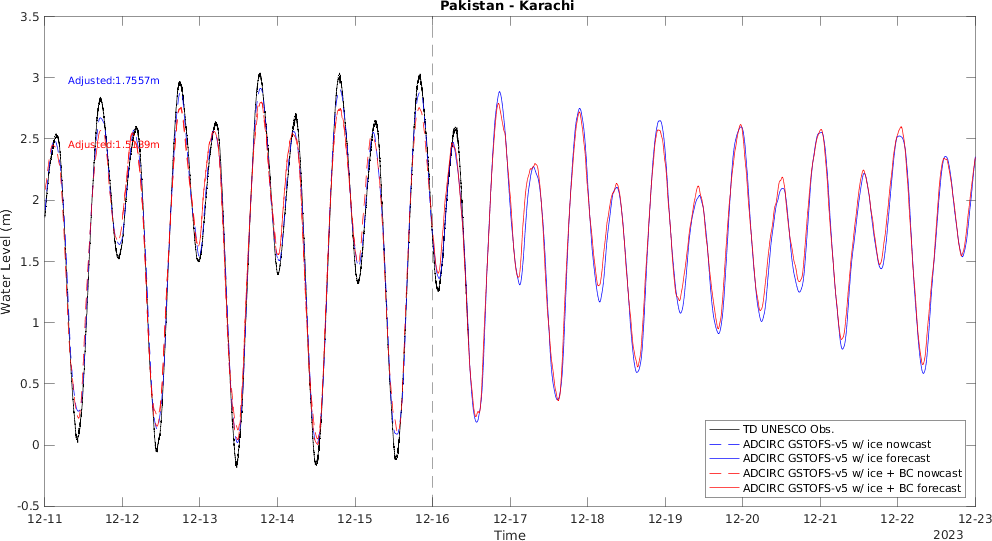 Pakistan - Karachi
3.5
3
2.5
2
1.5
1
0.5
0
-0.5
Water Level (m)
Adjusted:1.7557m
TD UNESCO Obs.
ADCIRC GSTOFS-v5 w/ ice nowcast
ADCIRC GSTOFS-v5 w/ ice forecast
ADCIRC GSTOFS-v5 w/ ice + BC nowcast
ADCIRC GSTOFS-v5 w/ ice + BC forecast
12-11 12-12 12-13 12-14 12-15 12-16 12-17 12-18 12-19 12-20 12-21 12-22 12-23
Time
2023